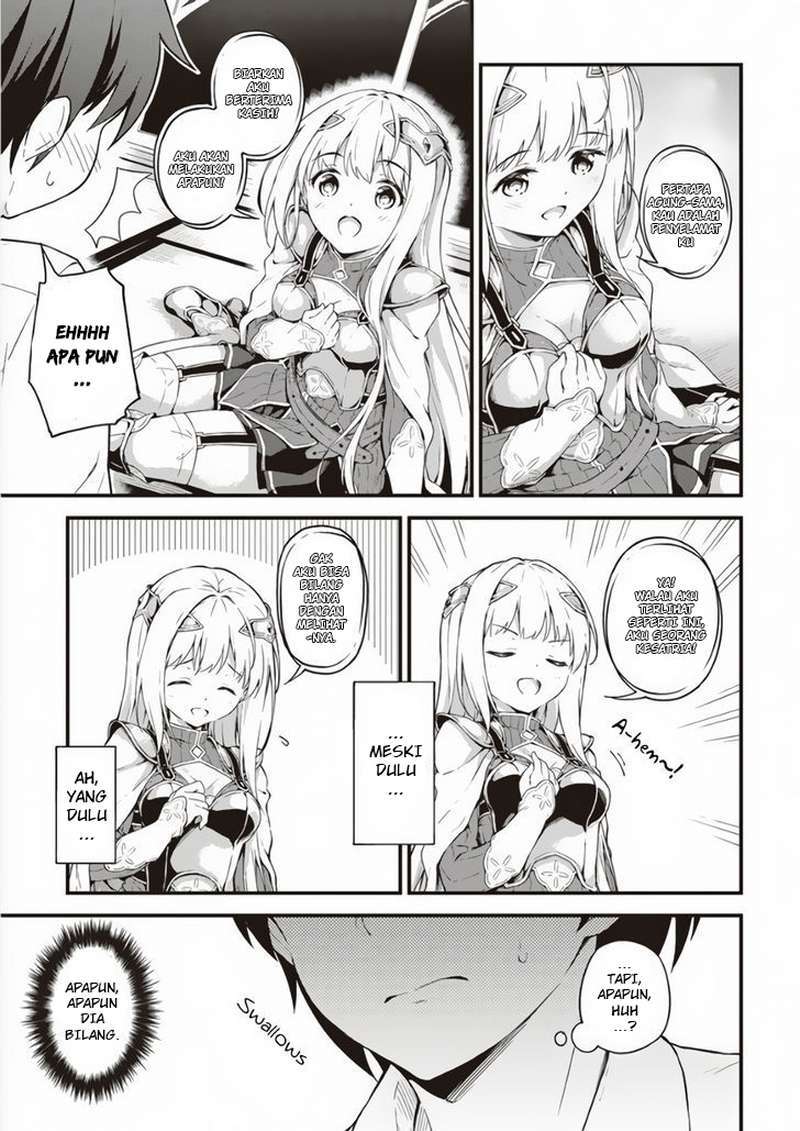 PERTAPA
AGUNG-SAMA,
KAU ADALAH
PENYELAMAT
KU
BIARKAN
AKU
BERTERIMA
KASIH!
AKU AKAN
MELAKUKAN
APAPUN!
EHHHH
APA PUN
...
YA!
WALAU AKU
TERLIHAT
SEPERTI INI,
AKU SEORANG
KESATRIA!
A-hem~!
...
MESKI
DULU
...
GAK
AKU BISA
BILANG
HANYA
DENGAN
MELIHAT
-NYA.
AH,
YANG
DULU
...
...
TAPI,
APAPUN,
HUH
...?
Swallows
APAPUN,
APAPUN
DIA
BILANG.